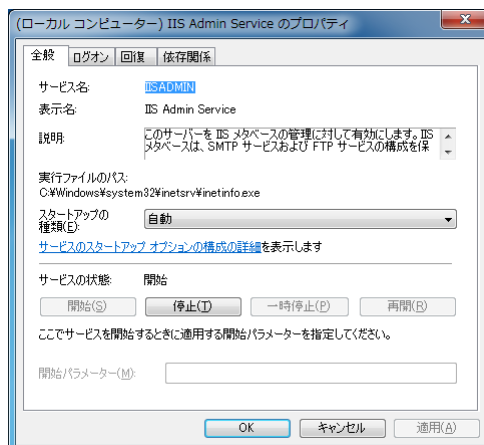 (ローカル コンピューター) IIS Admin Service のプロパティ
全般 ログオン 回復 依存関係
サービス名: IISADMIN
表示名: IIS Admin Service
説明: このサーバーを IIS メタベースの管理に対して有効にします。IIS
メタベースは、SMTP サービスおよび FTP サービスの構成を保
実行ファイルのパス:
C:¥Windows¥system32¥inetsrv¥inetinfo.exe
スタートアップの
種類(E): 自動
サービスのスタートアップ オプションの構成の詳細を表示します
サービスの状態: 開始
開始(S) 停止(T) 一時停止(P) 再開(R)
ここでサービスを開始するときに適用する開始パラメーターを指定してください。
開始パラメーター(M):
OK キャンセル 適用(A)